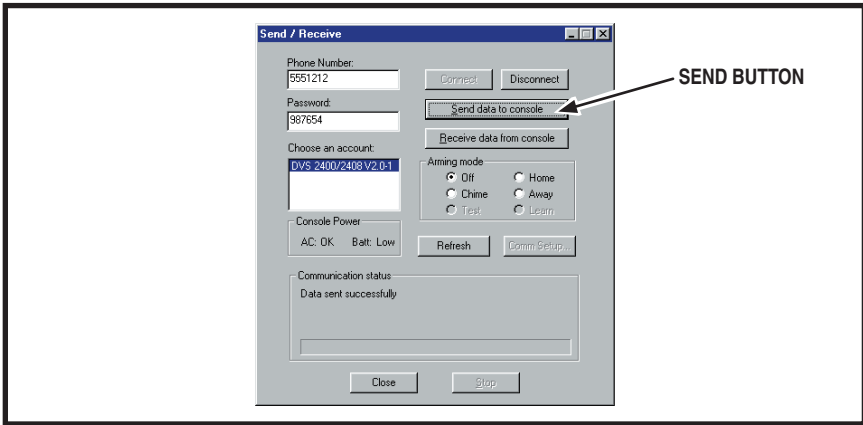 Send / Receive
Phone Number:
5551212
Connect
Disconnect
Password:
987654
Send data to console
SEND BUTTON
Receive data from console
Choose an account:
DVS 2400/2408 V2.0-1
Arming mode
Off
Home
Chime
Away
Test
Learn
Console Power
AC: OK Batt: Low
Refresh
Comm Setup...
Communication status
Data sent successfully
Close
Stop